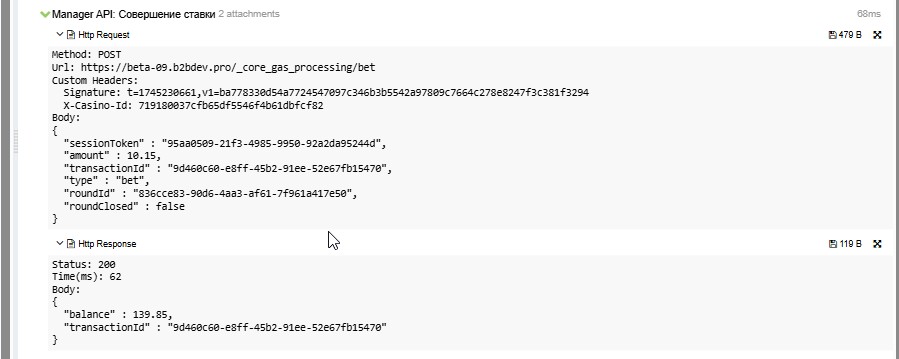 Manager API: Совершение ставки 2 attachments 68ms
Http Request 479 B
Method: POST
Url: https://beta-09.b2bdev.pro/_core_gas_processing/bet
Custom Headers:
Signature: t=1745230661,v1=ba778330d54a7724547097c346b3b5542a97809c7664c278e8247f3c381f3294
X-Casino-Id: 719180037cfb65df5546f4b61dbfcf82
Body:
{
"sessionToken" : "95aa0509-21f3-4985-9950-92a2da95244d",
"amount" : 10.15,
"transactionId" : "9d460c60-e8ff-45b2-91ee-52e67fb15470",
"type" : "bet",
"roundId" : "836cce83-90d6-4aa3-af61-7f961a417e50",
"roundClosed" : false
}
Http Response 119 B
Status: 200
Time(ms): 62
Body:
{
"balance" : 139.85,
"transactionId" : "9d460c60-e8ff-45b2-91ee-52e67fb15470"
}